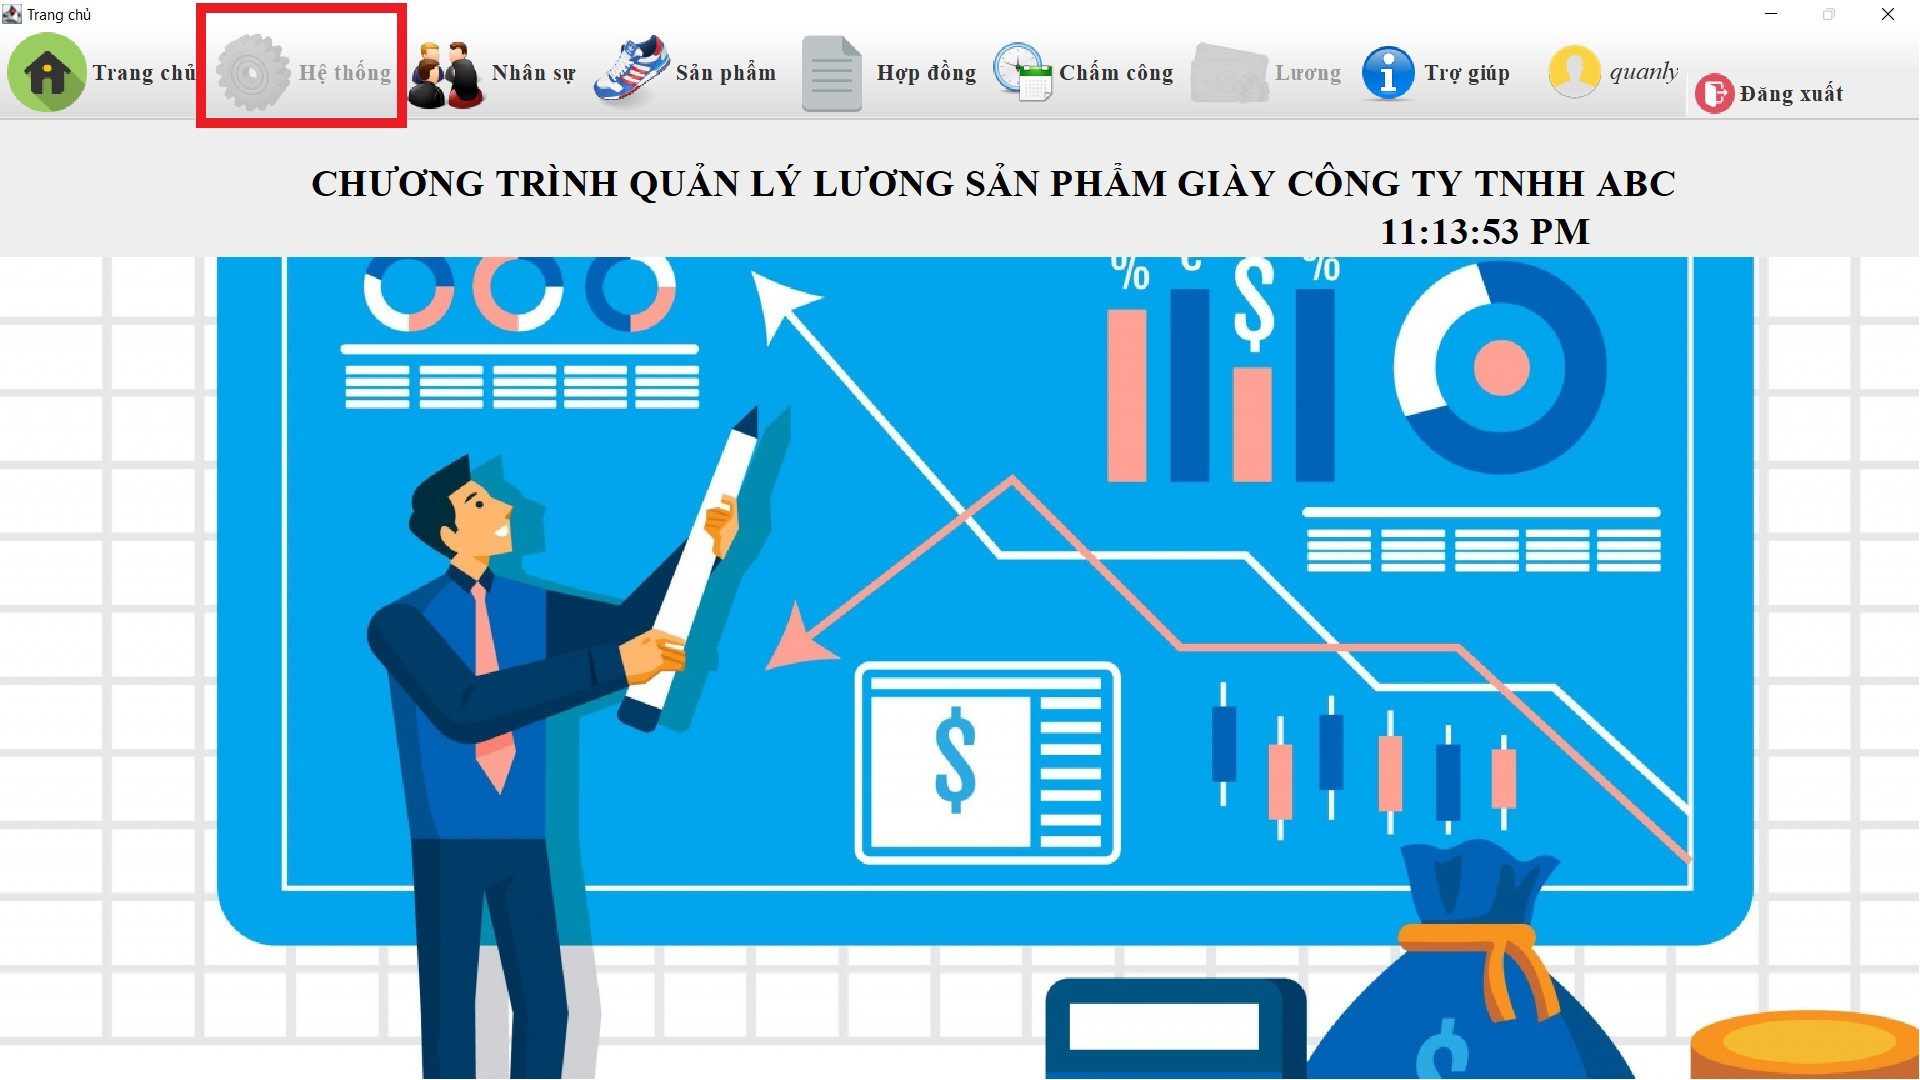 Trang chủ
Trang chủ Hệ thống Nhân sự Sản phẩm Hợp đồng Chấm công Lương Trợ giúp quanly Đăng xuất
CHƯƠNG TRÌNH QUẢN LÝ LƯƠNG SẢN PHẨM GIÀY CÔNG TY TNHH ABC
11:13:53 PM
% € $ %
$
$